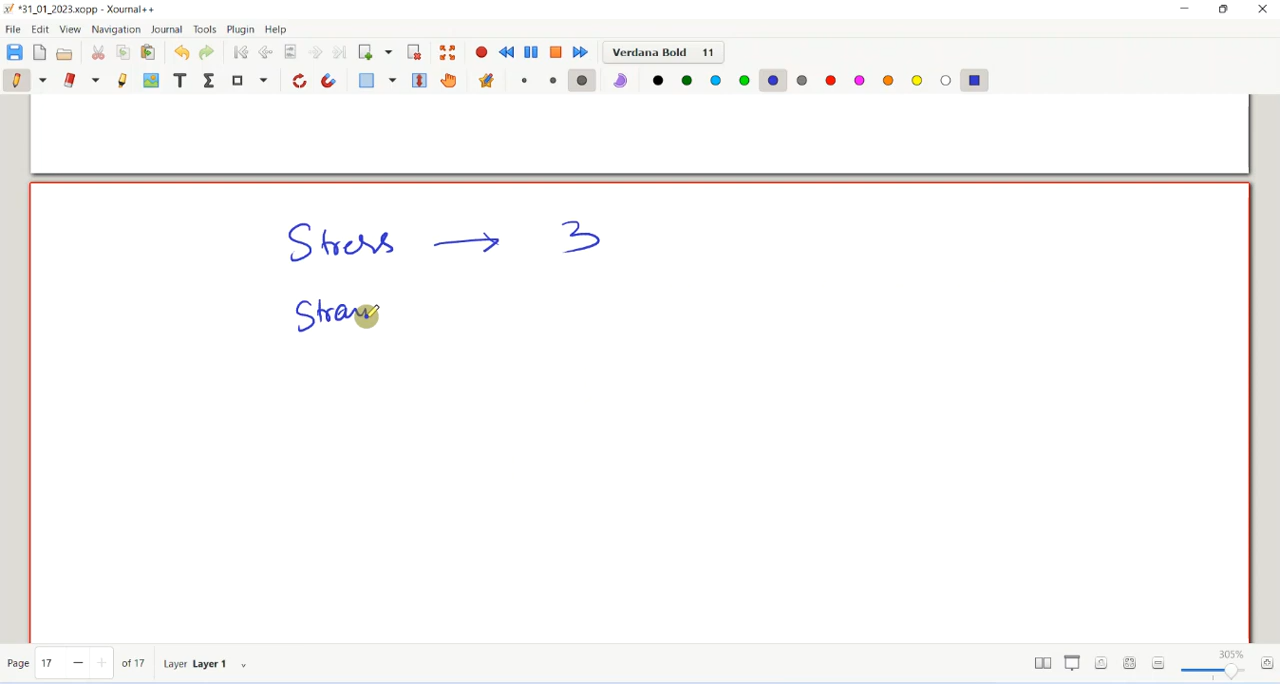 *31_01_2023.xopp - Xournal++
File Edit View Navigation Journal Tools Plugin Help
Verdana Bold 11
Stress → 3
Page 17 of 17 Layer Layer 1 305%